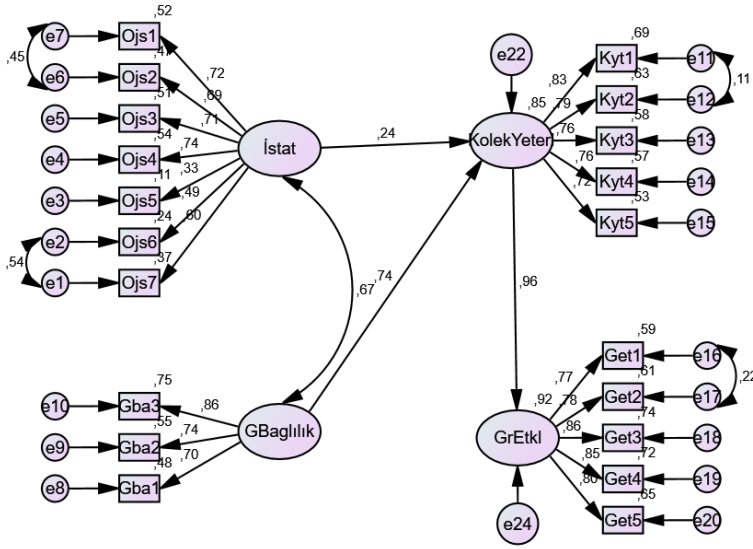 ,52
e7
Ojs1
,45
,47
e6
Ojs2
,72
,51
,69
e5
Ojs3
,71
,54
e4
Ojs4
,74
,11
,33
e3
Ojs5
,49
,24
,60
e2
Ojs6
,54
,37
e1
Ojs7
İstat
,24
,67
,74
,75
e10
Gba3
,86
,55
e9
Gba2
,74
,48
,70
e8
Gba1
GBaglılık
e22
,85
KolekYeter
,69
,83
Kyt1
e11
,11
,63
,79
Kyt2
e12
,58
,76
Kyt3
e13
,57
,76
Kyt4
e14
,53
,72
Kyt5
e15
,96
,59
,77
Get1
e16
,22
,61
,78
Get2
e17
,92
,74
,86
GrEtkl
Get3
e18
,72
,85
Get4
e19
,65
,80
Get5
e20
e24